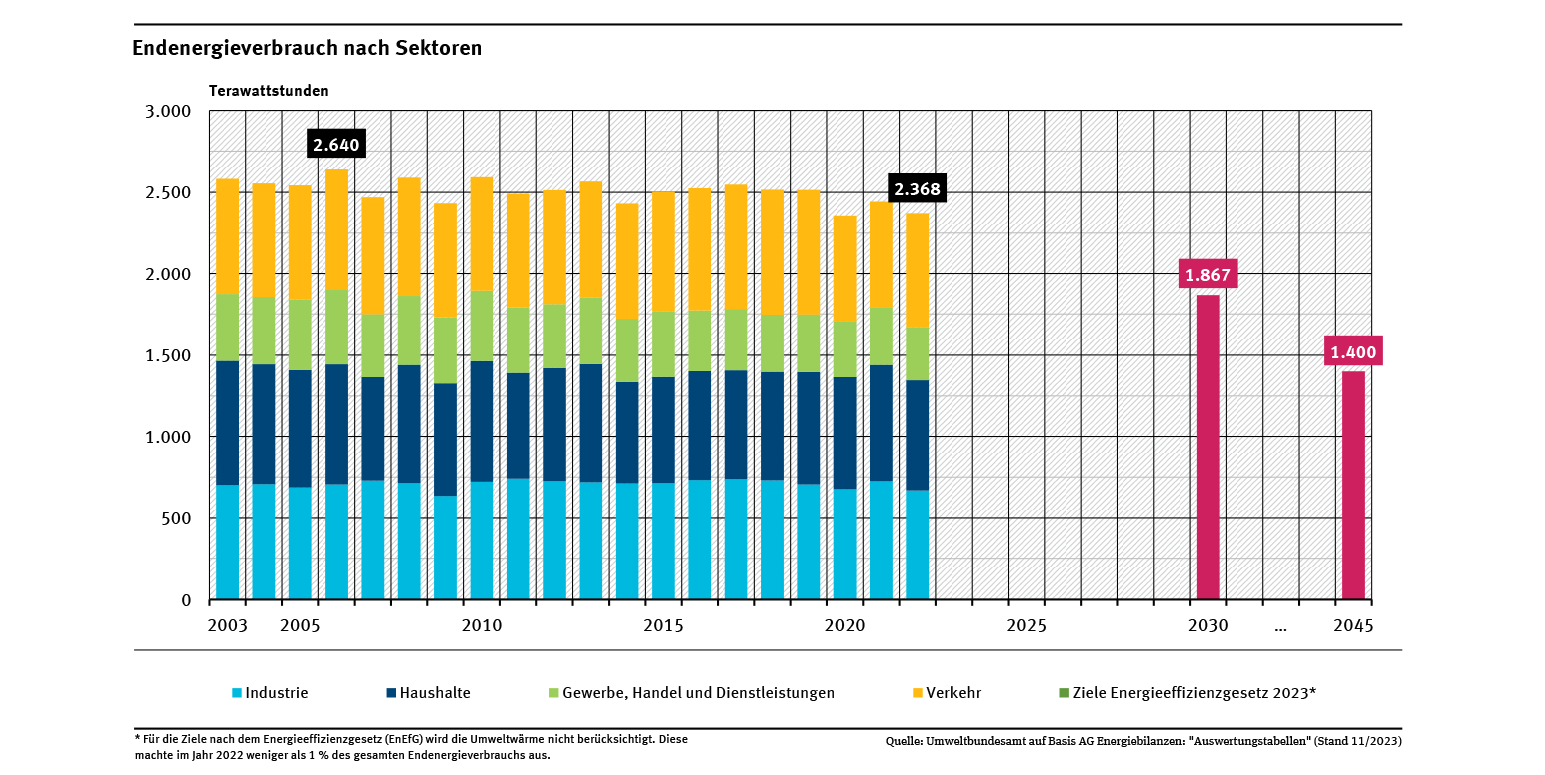 Endenergieverbrauch nach Sektoren
Terawattstunden
3.000
2.500
2.000
1.500
1.000
500
0
2.640
2.368
1.867
1.400
2003 2005 2010 2015 2020 2025 2030 ... 2045
Industrie Haushalte Gewerbe, Handel und Dienstleistungen Verkehr Ziele Energieeffizienzgesetz 2023*
* Für die Ziele nach dem Energieeffizienzgesetz (EnEfG) wird die Umweltwärme nicht berücksichtigt. Diese
machte im Jahr 2022 weniger als 1 % des gesamten Endenergieverbrauchs aus.
Quelle: Umweltbundesamt auf Basis AG Energiebilanzen: "Auswertungstabellen" (Stand 11/2023)